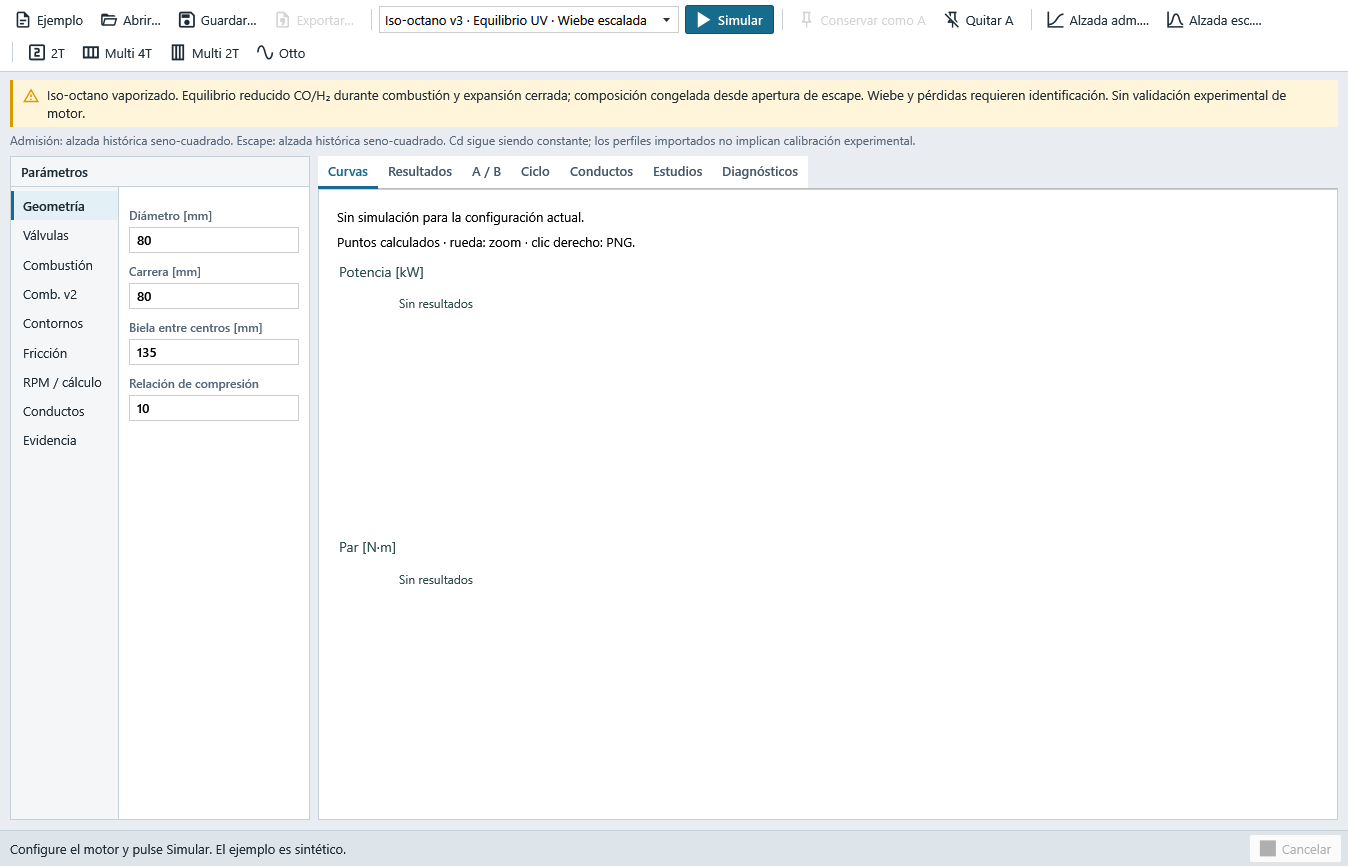 Ejemplo Abrir... Guardar... Exportar... Iso-octano v3 · Equilibrio UV · Wiebe escalada Simular Conservar como A Quitar A Alzada adm.... Alzada esc....
2T Multi 4T Multi 2T Otto
Iso-octano vaporizado. Equilibrio reducido CO/H₂ durante combustión y expansión cerrada; composición congelada desde apertura de escape. Wiebe y pérdidas requieren identificación. Sin validación experimental de
motor.
Admisión: alzada histórica seno-cuadrado. Escape: alzada histórica seno-cuadrado. Cd sigue siendo constante; los perfiles importados no implican calibración experimental.
Parámetros
Geometría
Válvulas
Combustión
Comb. v2
Contornos
Fricción
RPM / cálculo
Conductos
Evidencia
Diámetro [mm]
80
Carrera [mm]
80
Biela entre centros [mm]
135
Relación de compresión
10
Curvas Resultados A / B Ciclo Conductos Estudios Diagnósticos
Sin simulación para la configuración actual.
Puntos calculados · rueda: zoom · clic derecho: PNG.
Potencia [kW]
Sin resultados
Par [N·m]
Sin resultados
Configure el motor y pulse Simular. El ejemplo es sintético.
Cancelar